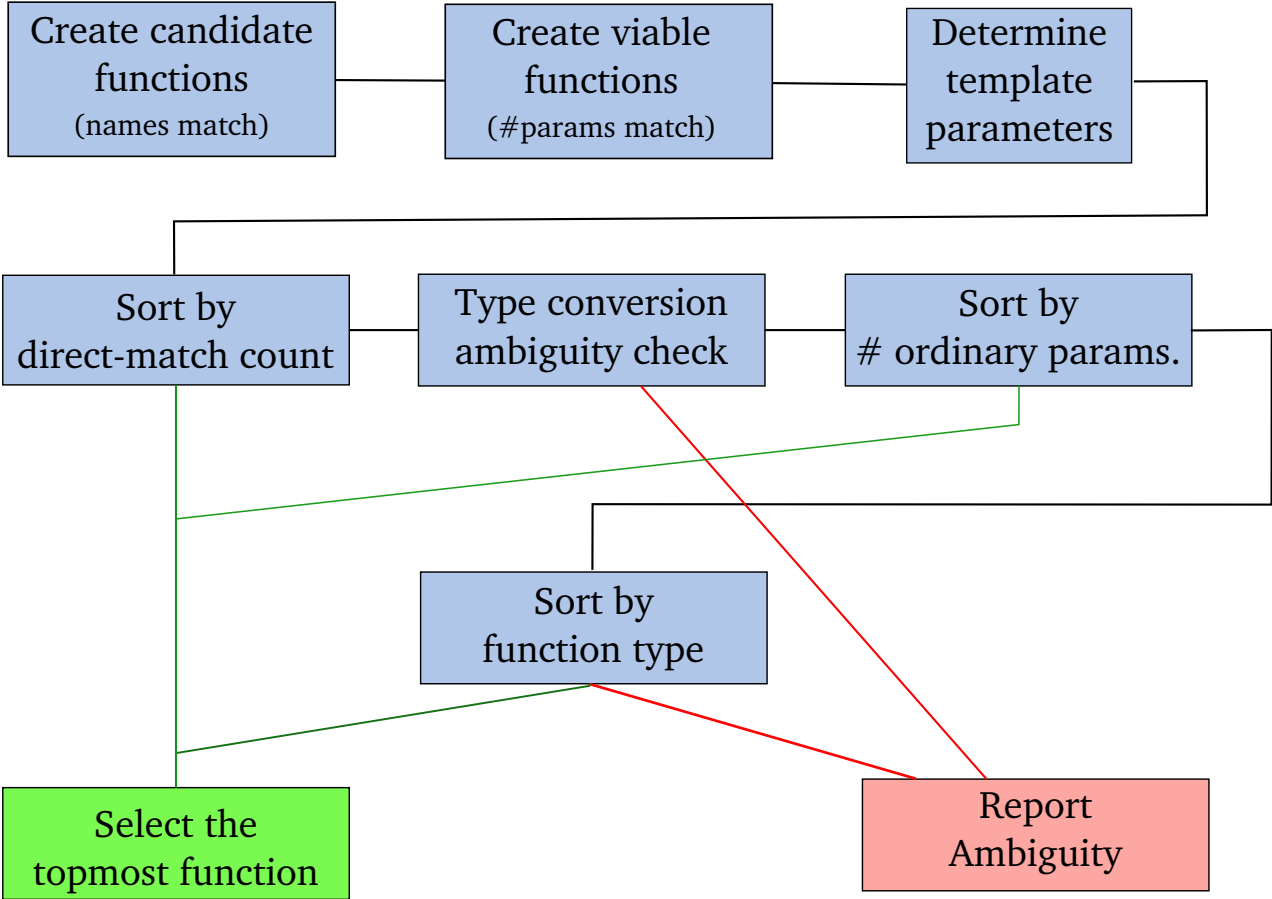 Create candidate
functions
(names match)
Create viable
functions
(#params match)
Determine
template
parameters
Sort by
direct-match count
Type conversion
ambiguity check
Sort by
# ordinary params.
Sort by
function type
Select the
topmost function
Report
Ambiguity